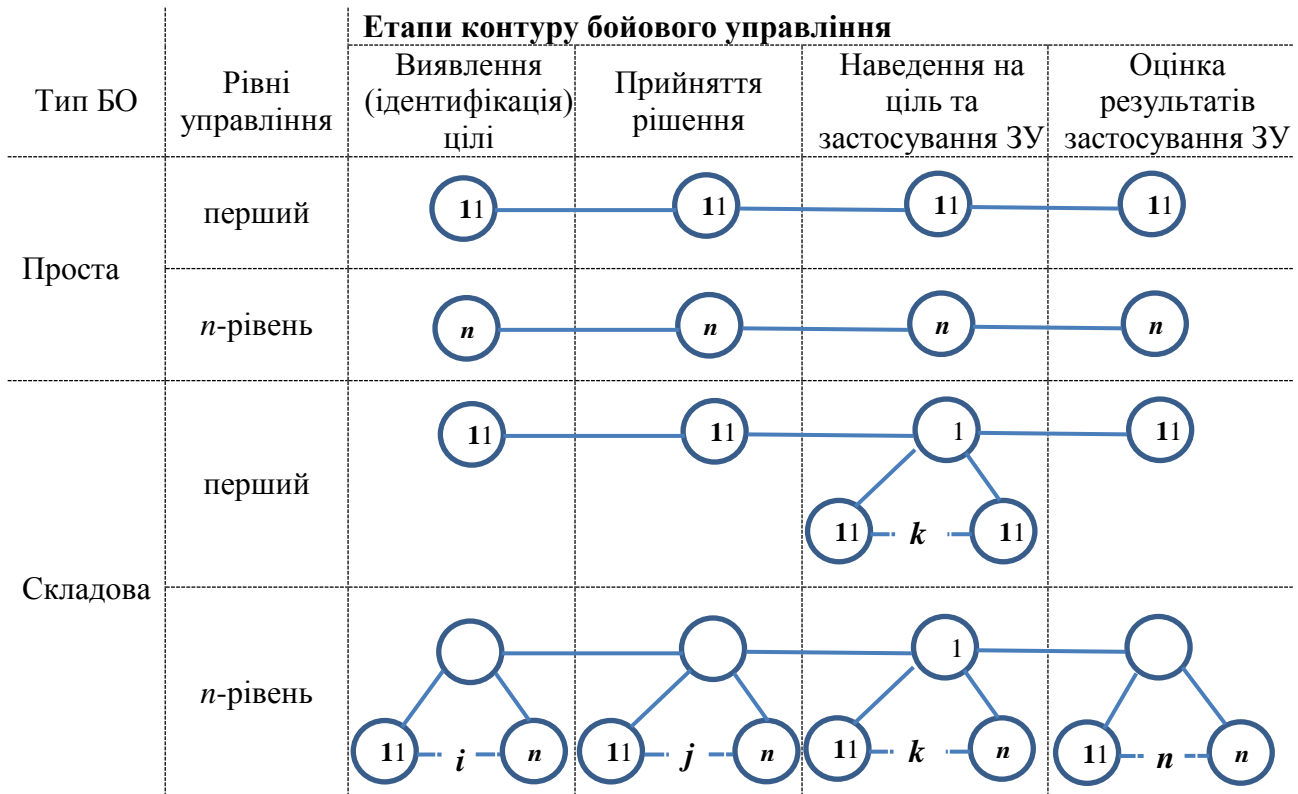 Етапи контуру бойового управління
Тип БО
Рівні
управління
Виявлення
(ідентифікація)
цілі
Прийняття
рішення
Наведення на
ціль та
застосування ЗУ
Оцінка
результатів
застосування ЗУ
Проста
перший
11
11
11
11
n-рівень
n
n
n
n
Складова
перший
11
11
1
11
11
k
11
n-рівень
1
11
i
n
11
j
n
11
k
n
11
n
n